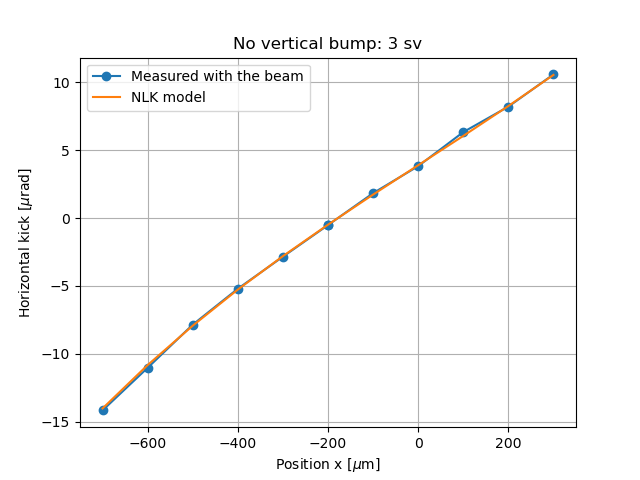 No vertical bump: 3 sv
Measured with the beam
NLK model
Horizontal kick [μrad]
10
5
0
−5
−10
−15
−600
−400
−200
0
200
Position x [μm]